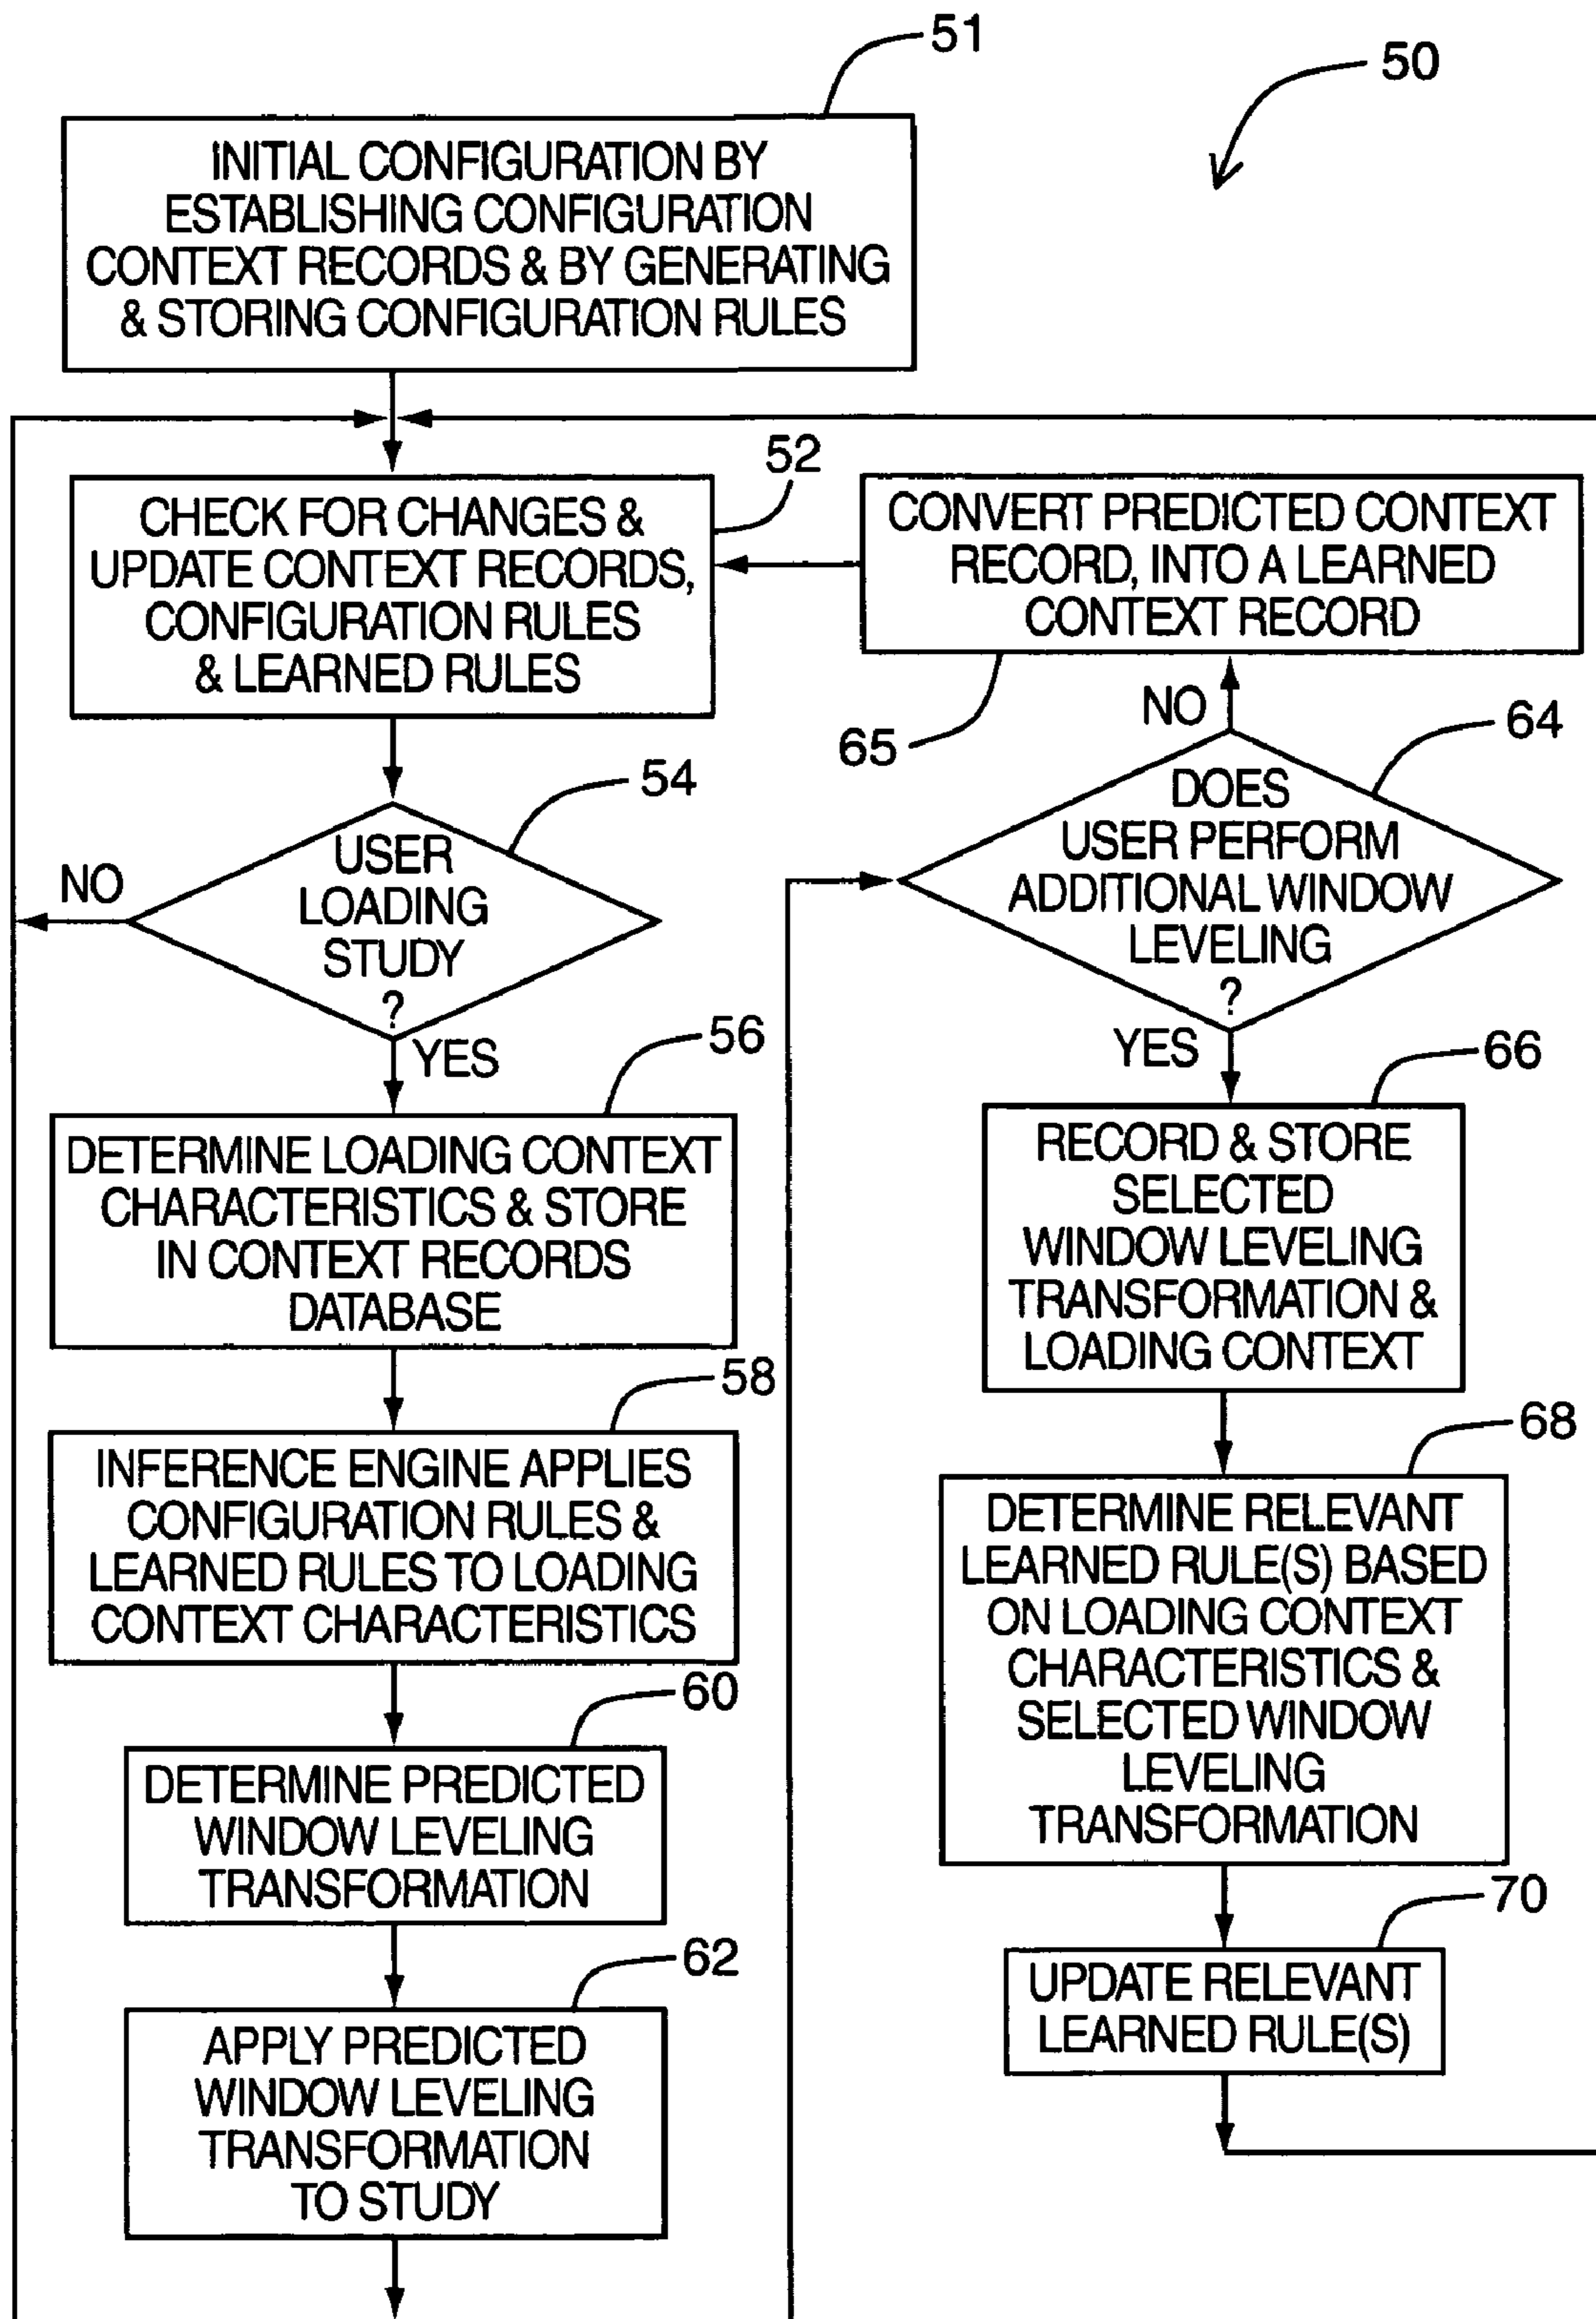 51
50
INITIAL CONFIGURATION BY
ESTABLISHING CONFIGURATION
CONTEXT RECORDS & BY GENERATING
& STORING CONFIGURATION RULES
52
CHECK FOR CHANGES &
UPDATE CONTEXT RECORDS,
CONFIGURATION RULES
& LEARNED RULES
54
USER
LOADING
STUDY
?
NO
YES
56
DETERMINE LOADING CONTEXT
CHARACTERISTICS & STORE
IN CONTEXT RECORDS
DATABASE
58
INFERENCE ENGINE APPLIES
CONFIGURATION RULES &
LEARNED RULES TO LOADING
CONTEXT CHARACTERISTICS
60
DETERMINE PREDICTED
WINDOW LEVELING
TRANSFORMATION
62
APPLY PREDICTED
WINDOW LEVELING
TRANSFORMATION
TO STUDY
CONVERT PREDICTED CONTEXT
RECORD, INTO A LEARNED
CONTEXT RECORD
65
NO
64
DOES
USER PERFORM
ADDITIONAL WINDOW
LEVELING
?
YES
66
RECORD & STORE
SELECTED
WINDOW LEVELING
TRANSFORMATION &
LOADING CONTEXT
68
DETERMINE RELEVANT
LEARNED RULE(S) BASED
ON LOADING CONTEXT
CHARACTERISTICS &
SELECTED WINDOW
LEVELING
TRANSFORMATION
70
UPDATE RELEVANT
LEARNED RULE(S)